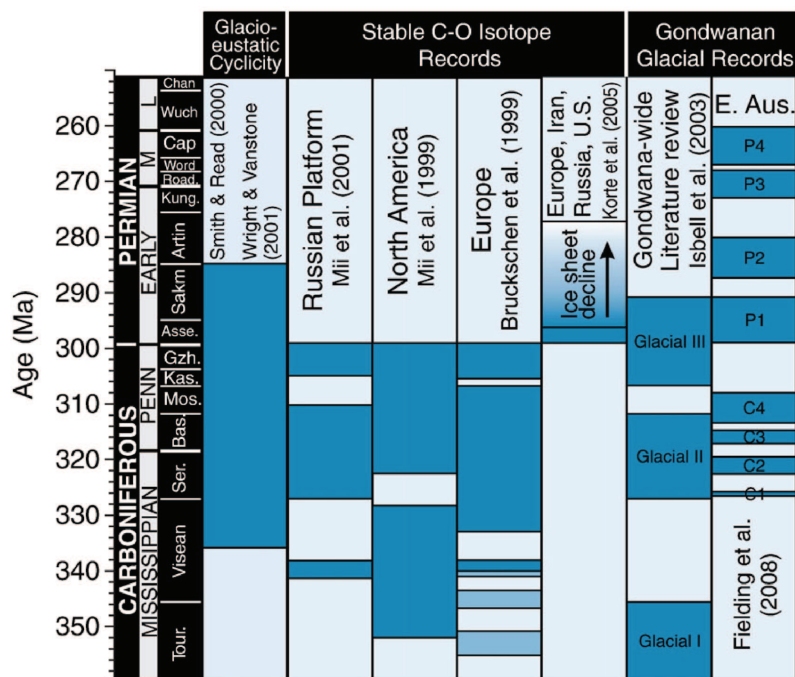 Glacio-
eustatic
Cyclicity
Stable C-O Isotope
Records
Gondwanan
Glacial Records
Age (Ma)
260
270
280
290
300
310
320
330
340
350
PERMIAN
CARBONIFEROUS
L
M
EARLY
PENN
MISSISSIPPIAN
Chan
Wuch
Cap
Word
Road.
Kung.
Artin
Sakm
Asse.
Gzh.
Kas.
Mos.
Bas.
Ser.
Visean
Tour.
Smith & Read (2000)
Wright & Vanstone
(2001)
Russian Platform
Mii et al. (2001)
North America
Mii et al. (1999)
Europe
Bruckschen et al. (1999)
Europe, Iran,
Russia, U.S.
Korte et al. (2005)
Ice sheet
decline
Gondwana-wide
Literature review
Isbell et al. (2003)
Glacial III
Glacial II
Glacial I
E. Aus.
P4
P3
P2
P1
C4
C3
C2
C1
Fielding et al.
(2008)